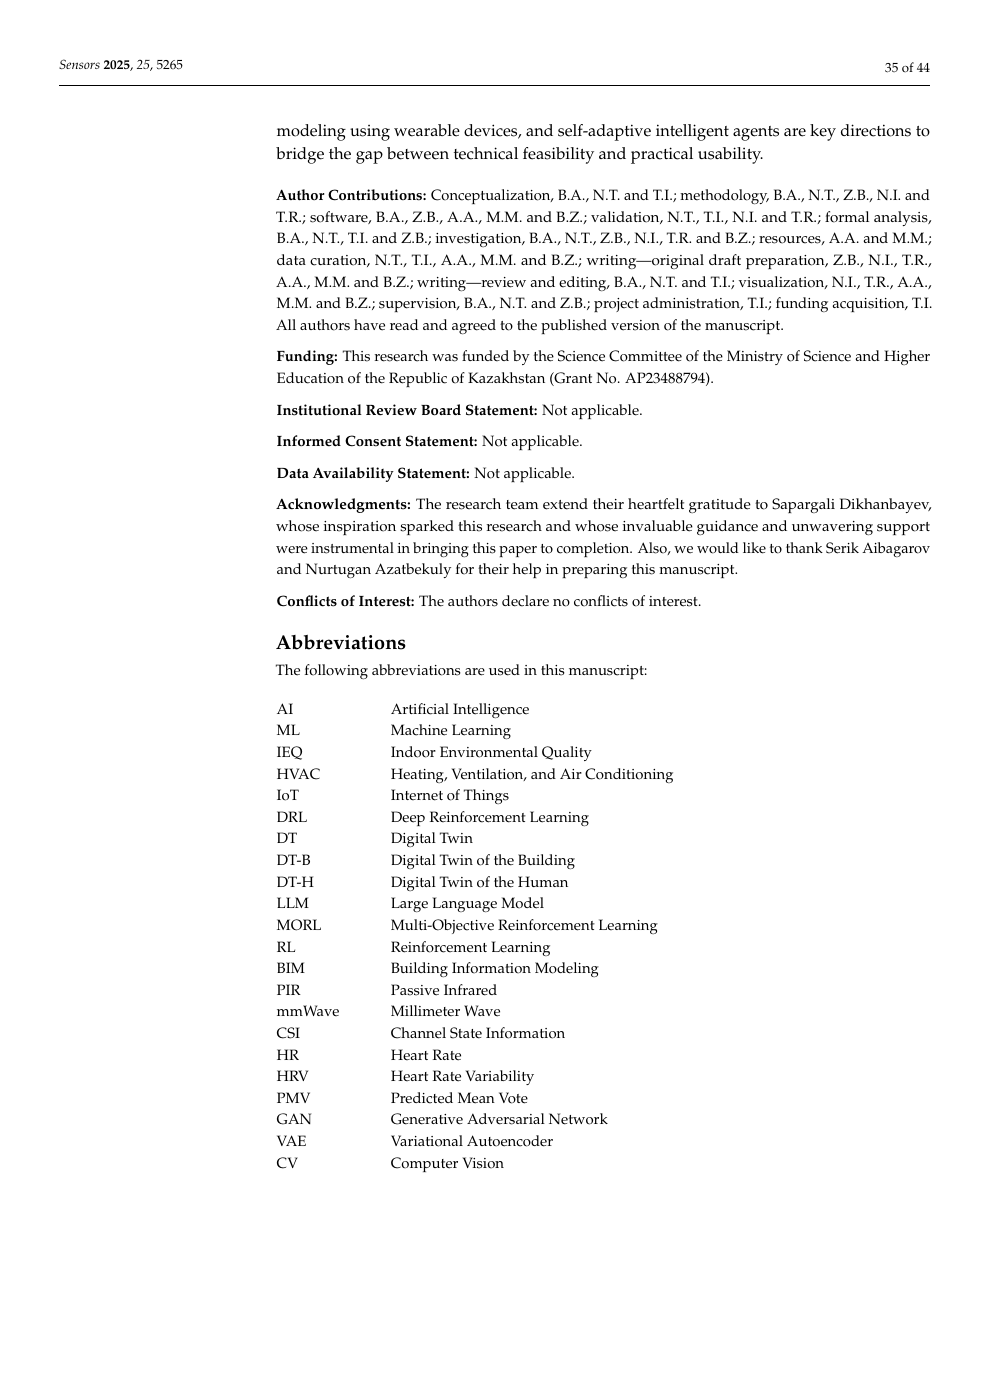 Sensors 2025, 25, 5265
35 of 44
modeling using wearable devices, and self-adaptive intelligent agents are key directions to
bridge the gap between technical feasibility and practical usability.
Author Contributions: Conceptualization, B.A., N.T. and T.I.; methodology, B.A., N.T., Z.B., N.I. and
T.R.; software, B.A., Z.B., A.A., M.M. and B.Z.; validation, N.T., T.I., N.I. and T.R.; formal analysis,
B.A., N.T., T.I. and Z.B.; investigation, B.A., N.T., Z.B., N.I., T.R. and B.Z.; resources, A.A. and M.M.;
data curation, N.T., T.I., A.A., M.M. and B.Z.; writing—original draft preparation, Z.B., N.I., T.R.,
A.A., M.M. and B.Z.; writing—review and editing, B.A., N.T. and T.I.; visualization, N.I., T.R., A.A.,
M.M. and B.Z.; supervision, B.A., N.T. and Z.B.; project administration, T.I.; funding acquisition, T.I.
All authors have read and agreed to the published version of the manuscript.
Funding: This research was funded by the Science Committee of the Ministry of Science and Higher
Education of the Republic of Kazakhstan (Grant No. AP23488794).
Institutional Review Board Statement: Not applicable.
Informed Consent Statement: Not applicable.
Data Availability Statement: Not applicable.
Acknowledgments: The research team extend their heartfelt gratitude to Sapargali Dikhanbayev,
whose inspiration sparked this research and whose invaluable guidance and unwavering support
were instrumental in bringing this paper to completion. Also, we would like to thank Serik Aibagarov
and Nurtugan Azatbekuly for their help in preparing this manuscript.
Conflicts of Interest: The authors declare no conflicts of interest.
Abbreviations
The following abbreviations are used in this manuscript:
AI Artificial Intelligence
ML Machine Learning
IEQ Indoor Environmental Quality
HVAC Heating, Ventilation, and Air Conditioning
IoT Internet of Things
DRL Deep Reinforcement Learning
DT Digital Twin
DT-B Digital Twin of the Building
DT-H Digital Twin of the Human
LLM Large Language Model
MORL Multi-Objective Reinforcement Learning
RL Reinforcement Learning
BIM Building Information Modeling
PIR Passive Infrared
mmWave Millimeter Wave
CSI Channel State Information
HR Heart Rate
HRV Heart Rate Variability
PMV Predicted Mean Vote
GAN Generative Adversarial Network
VAE Variational Autoencoder
CV Computer Vision